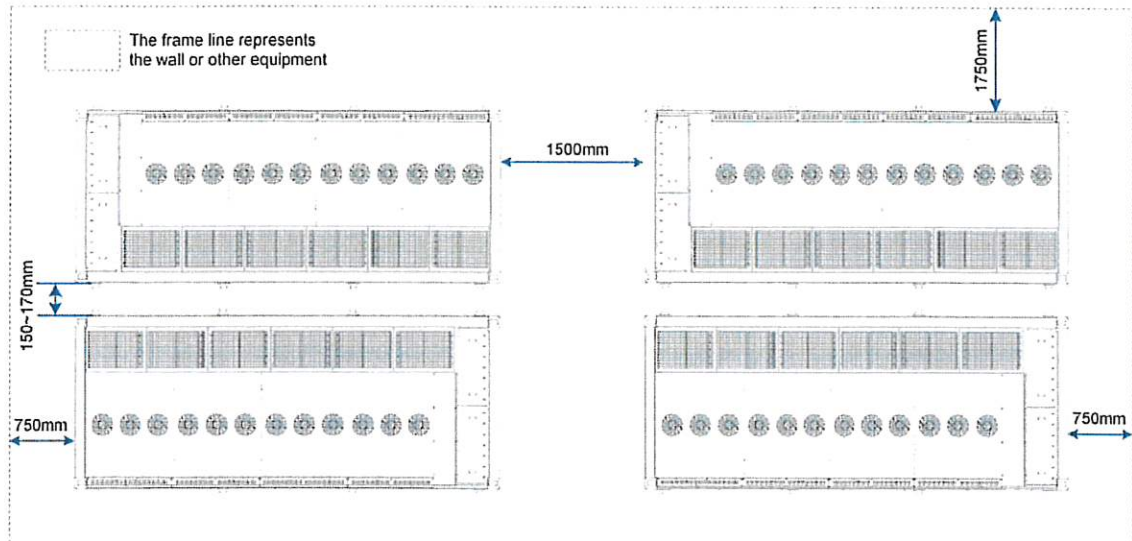 The frame line represents
the wall or other equipment
1750mm
1500mm
150~170mm
750mm
750mm